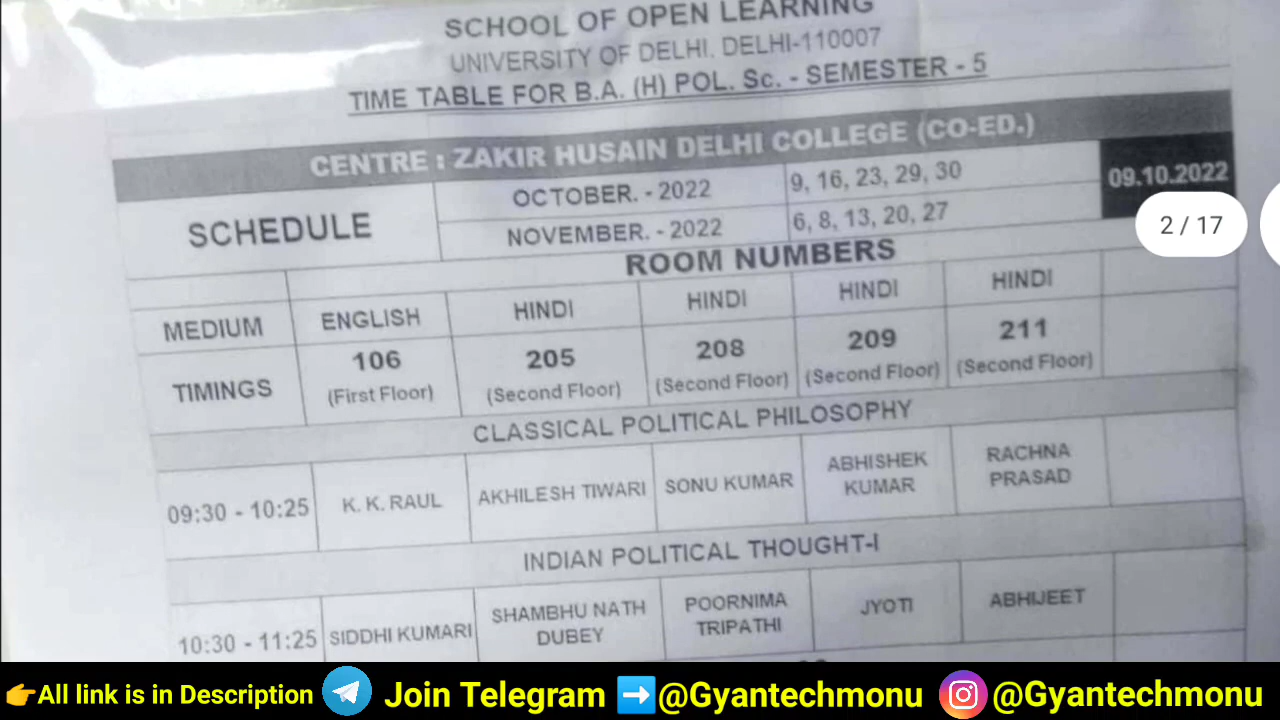 SCHOOL OF OPEN LEARNING
UNIVERSITY OF DELHI, DELHI-110007
TIME TABLE FOR B.A. (H) POL. Sc. - SEMESTER - 5
CENTRE : ZAKIR HUSAIN DELHI COLLEGE (CO-ED.)
SCHEDULE
OCTOBER. - 2022 9, 16, 23, 29, 30
NOVEMBER. - 2022 6, 8, 13, 20, 27
09.10.2022
2 / 17
ROOM NUMBERS
MEDIUM ENGLISH HINDI HINDI HINDI HINDI
TIMINGS 106 205 208 209 211
(First Floor) (Second Floor) (Second Floor) (Second Floor) (Second Floor)
CLASSICAL POLITICAL PHILOSOPHY
09:30 - 10:25 K. K. RAUL AKHILESH TIWARI SONU KUMAR ABHISHEK KUMAR RACHNA PRASAD
INDIAN POLITICAL THOUGHT-I
10:30 - 11:25 SIDDHI KUMARI SHAMBHU NATH DUBEY POORNIMA TRIPATHI JYOTI ABHIJEET
👉All link is in Description Join Telegram ➡️@Gyantechmonu @Gyantechmonu